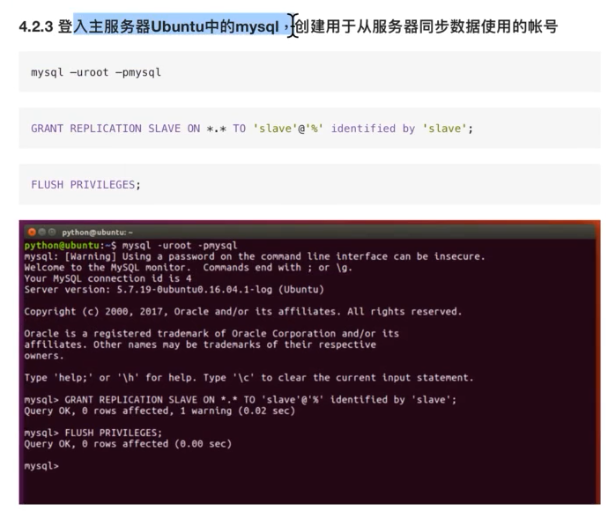 4.2.3 登入主服务器Ubuntu中的mysql，创建用于从服务器同步数据使用的帐号
mysql –uroot –pmysql
GRANT REPLICATION SLAVE ON *.* TO 'slave'@'%' identified by 'slave';
FLUSH PRIVILEGES;
python@ubuntu: ~
python@ubuntu:~$ mysql -uroot -pmysql
mysql: [Warning] Using a password on the command line interface can be insecure.
Welcome to the MySQL monitor.  Commands end with ; or \g.
Your MySQL connection id is 4
Server version: 5.7.19-0ubuntu0.16.04.1-log (Ubuntu)
Copyright (c) 2000, 2017, Oracle and/or its affiliates. All rights reserved.
Oracle is a registered trademark of Oracle Corporation and/or its
affiliates. Other names may be trademarks of their respective
owners.
Type 'help;' or '\h' for help. Type '\c' to clear the current input statement.
mysql> GRANT REPLICATION SLAVE ON *.* TO 'slave'@'%' identified by 'slave';
Query OK, 0 rows affected, 1 warning (0.02 sec)
mysql> FLUSH PRIVILEGES;
Query OK, 0 rows affected (0.00 sec)
mysql>